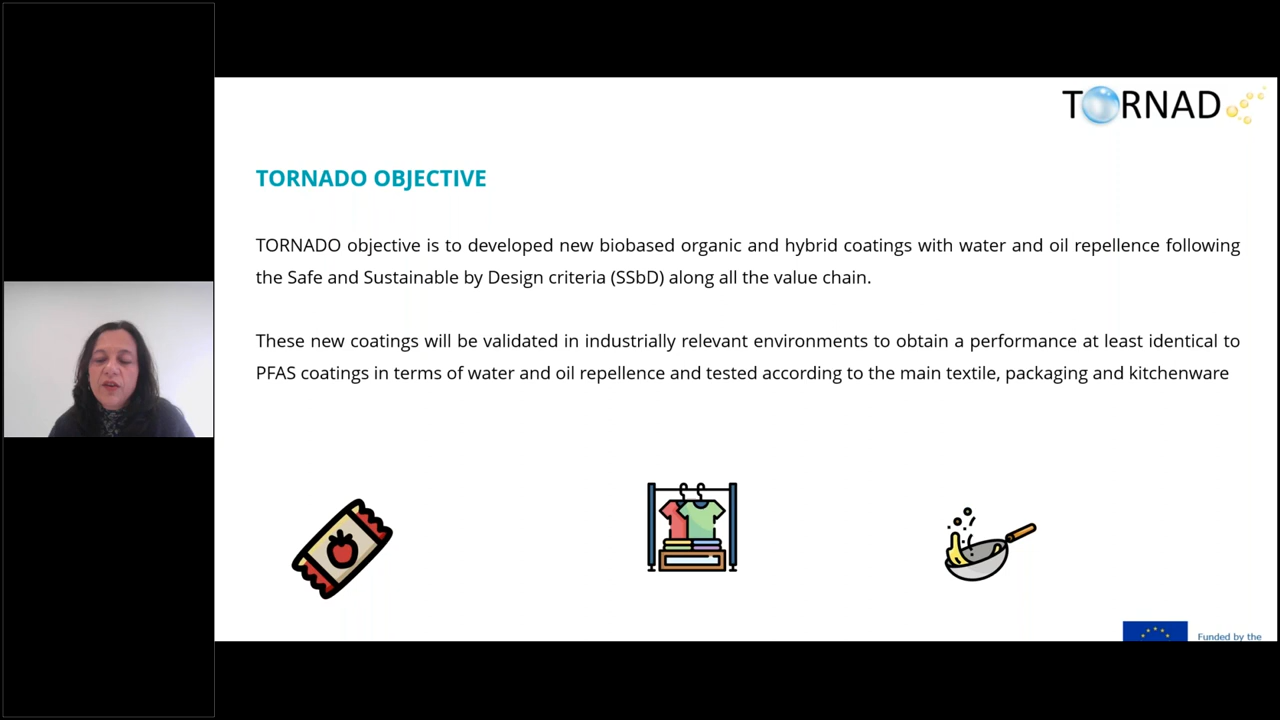 TORNAD
TORNADO OBJECTIVE
TORNADO objective is to developed new biobased organic and hybrid coatings with water and oil repellence following
the Safe and Sustainable by Design criteria (SSbD) along all the value chain.
These new coatings will be validated in industrially relevant environments to obtain a performance at least identical to
PFAS coatings in terms of water and oil repellence and tested according to the main textile, packaging and kitchenware
Funded by the